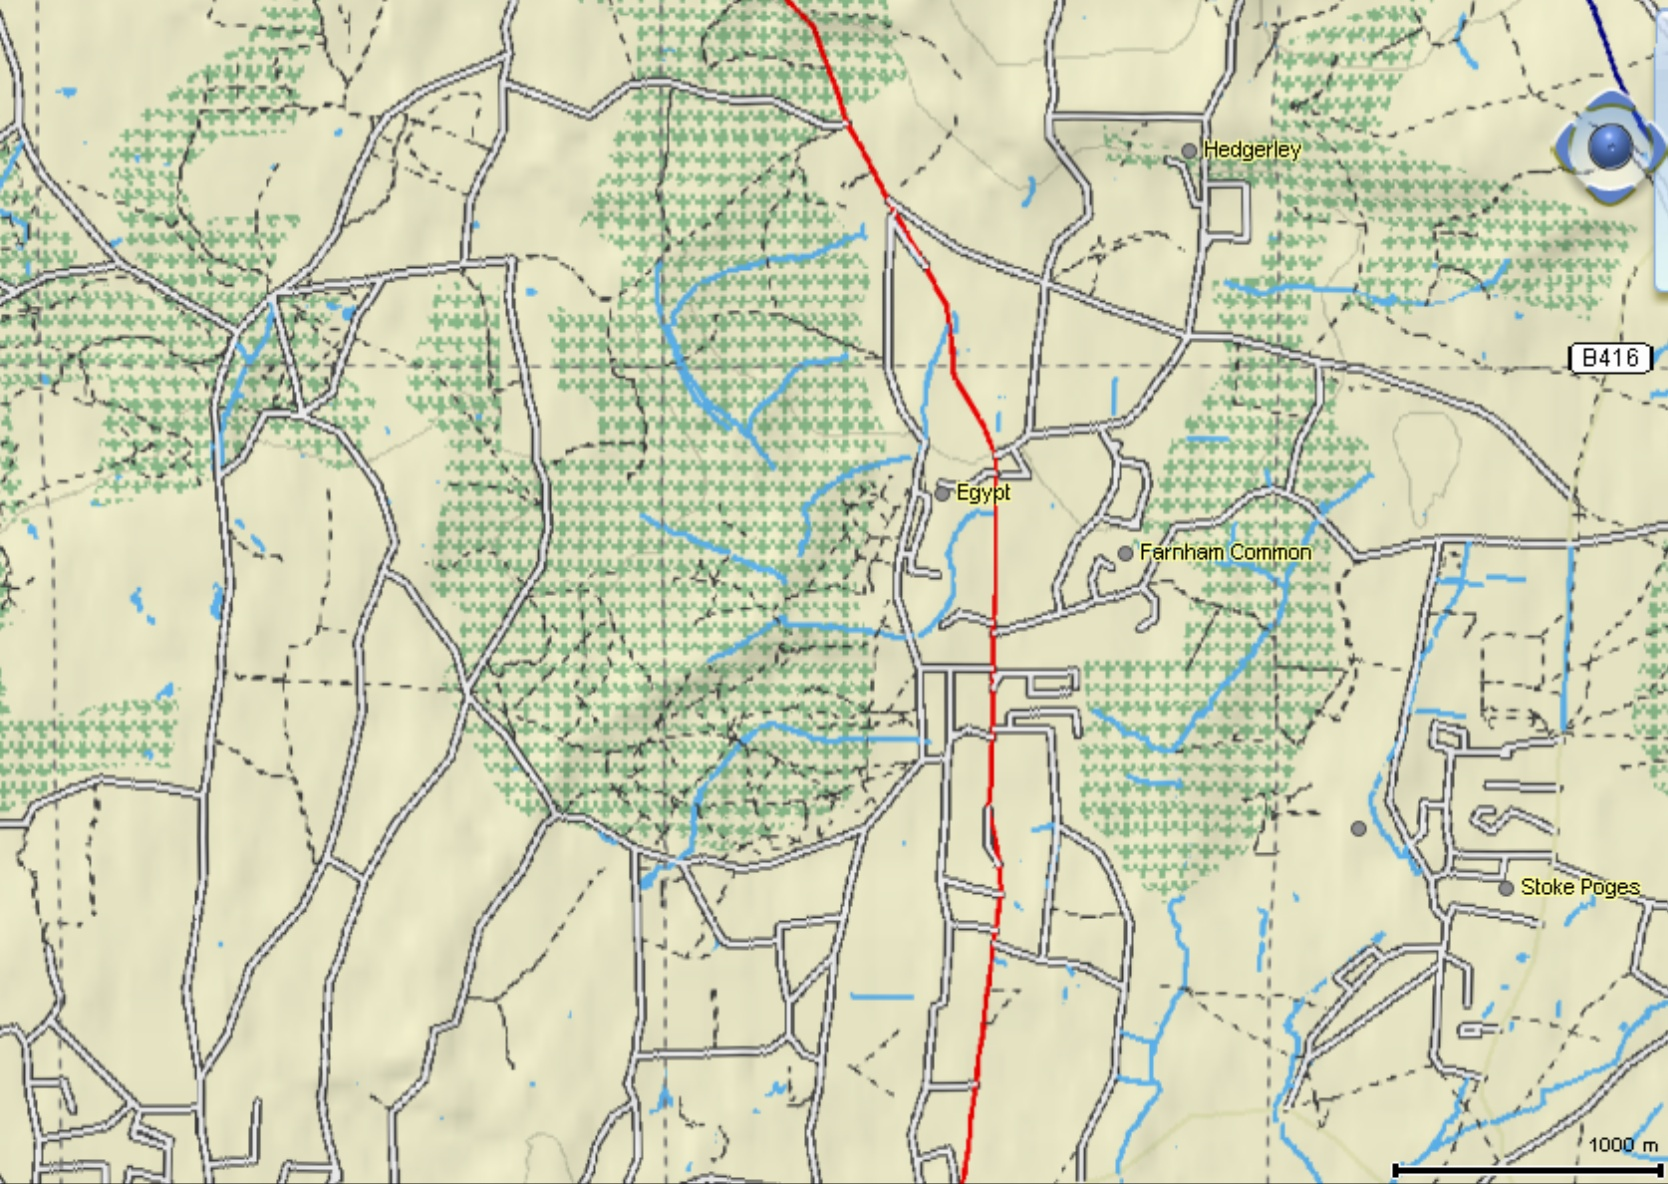 Hedgerley
B416
Egypt
Farnham Common
Stoke Poges
1000 m